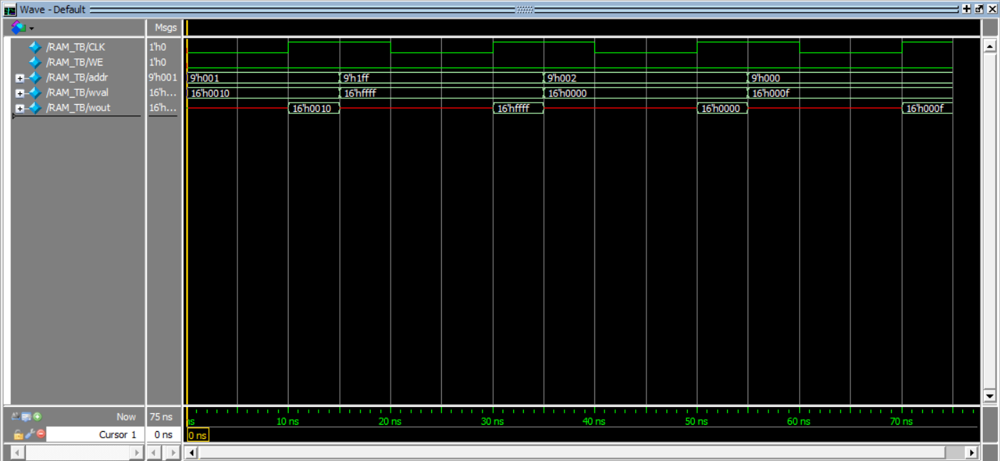 Wave - Default
Msgs
/RAM_TB/CLK 1'h0
/RAM_TB/WE 1'h0
/RAM_TB/addr 9'h001 9'h001 9'h1ff 9'h002 9'h000
/RAM_TB/wval 16'h... 16'h0010 16'hffff 16'h0000 16'h000f
/RAM_TB/wout 16'h... 16'h0010 16'hffff 16'h0000 16'h000f
Now 75 ns ns 10 ns 20 ns 30 ns 40 ns 50 ns 60 ns 70 ns
Cursor 1 0 ns 0 ns